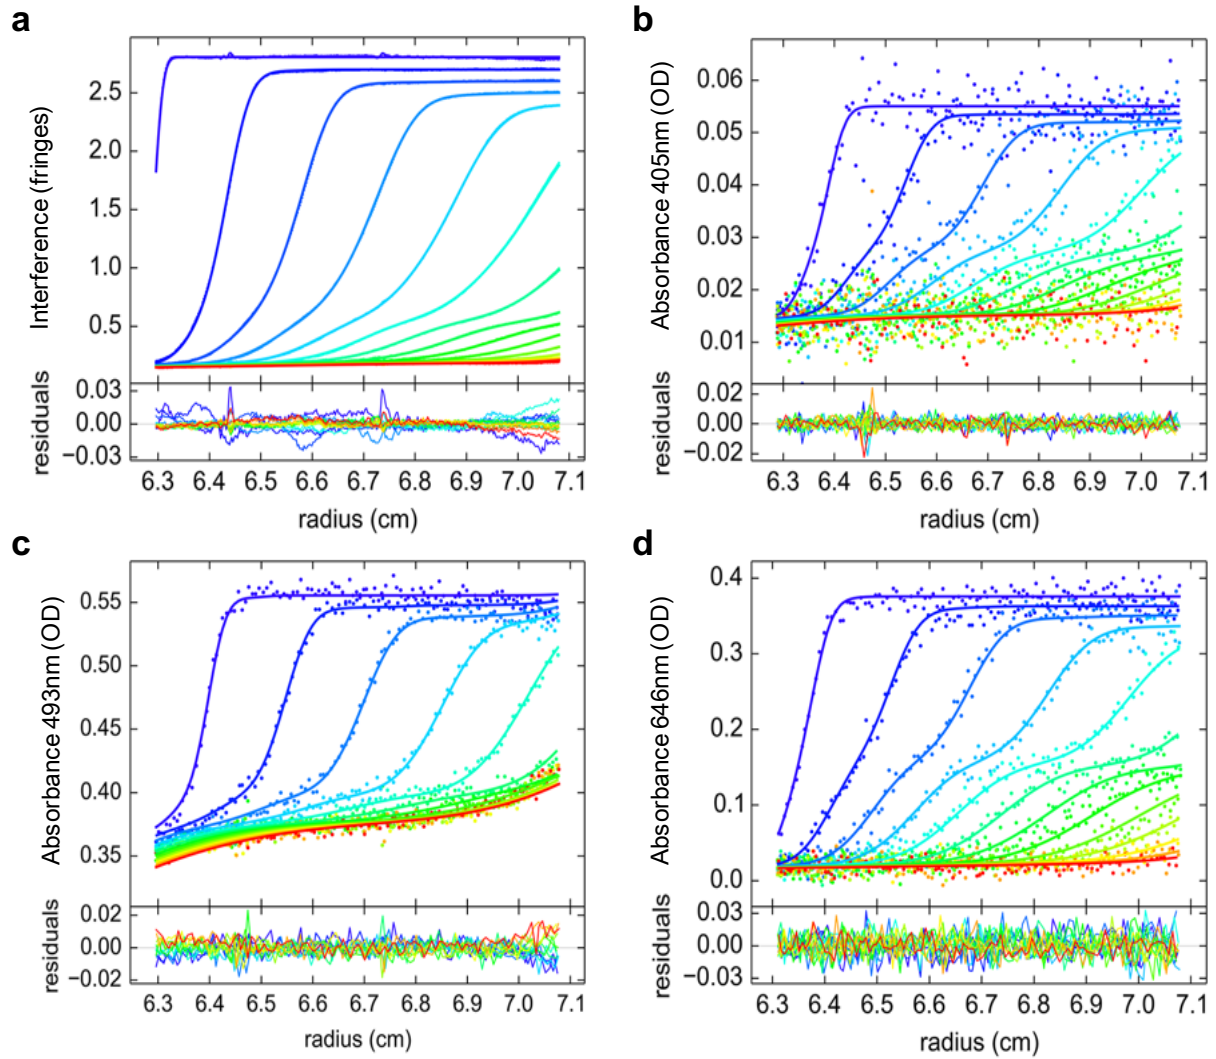 a
Interference (fringes)
2.5
2.0
1.5
1.0
0.5
residuals
0.03
0.00
−0.03
6.3 6.4 6.5 6.6 6.7 6.8 6.9 7.0 7.1
radius (cm)
b
Absorbance 405nm (OD)
0.06
0.05
0.04
0.03
0.02
0.01
residuals
0.02
0.00
−0.02
6.3 6.4 6.5 6.6 6.7 6.8 6.9 7.0 7.1
radius (cm)
c
Absorbance 493nm (OD)
0.55
0.50
0.45
0.40
0.35
residuals
0.02
0.00
−0.02
6.3 6.4 6.5 6.6 6.7 6.8 6.9 7.0 7.1
radius (cm)
d
Absorbance 646nm (OD)
0.4
0.3
0.2
0.1
0.0
residuals
0.03
0.00
−0.03
6.3 6.4 6.5 6.6 6.7 6.8 6.9 7.0 7.1
radius (cm)